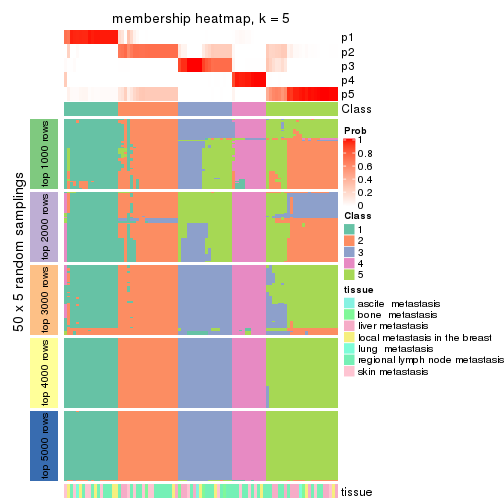 membership heatmap, k = 5
p1
p2
p3
p4
p5
Class
50 x 5 random samplings
top 1000 rows
top 2000 rows
top 3000 rows
top 4000 rows
top 5000 rows
tissue
Prob
1
0.8
0.6
0.4
0.2
0
Class
1
2
3
4
5
tissue
ascite metastasis
bone metastasis
liver metastasis
local metastasis in the breast
lung metastasis
regional lymph node metastasis
skin metastasis